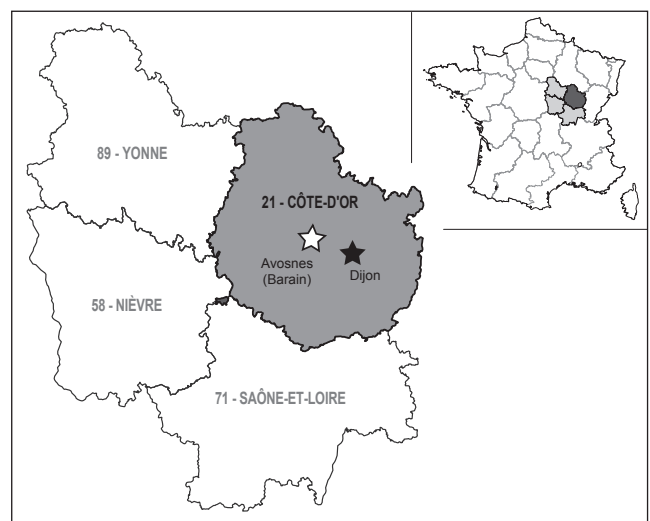 89 - YONNE
21 - CÔTE-D'OR
Avosnes
(Barain)
Dijon
58 - NIÈVRE
71 - SAÔNE-ET-LOIRE